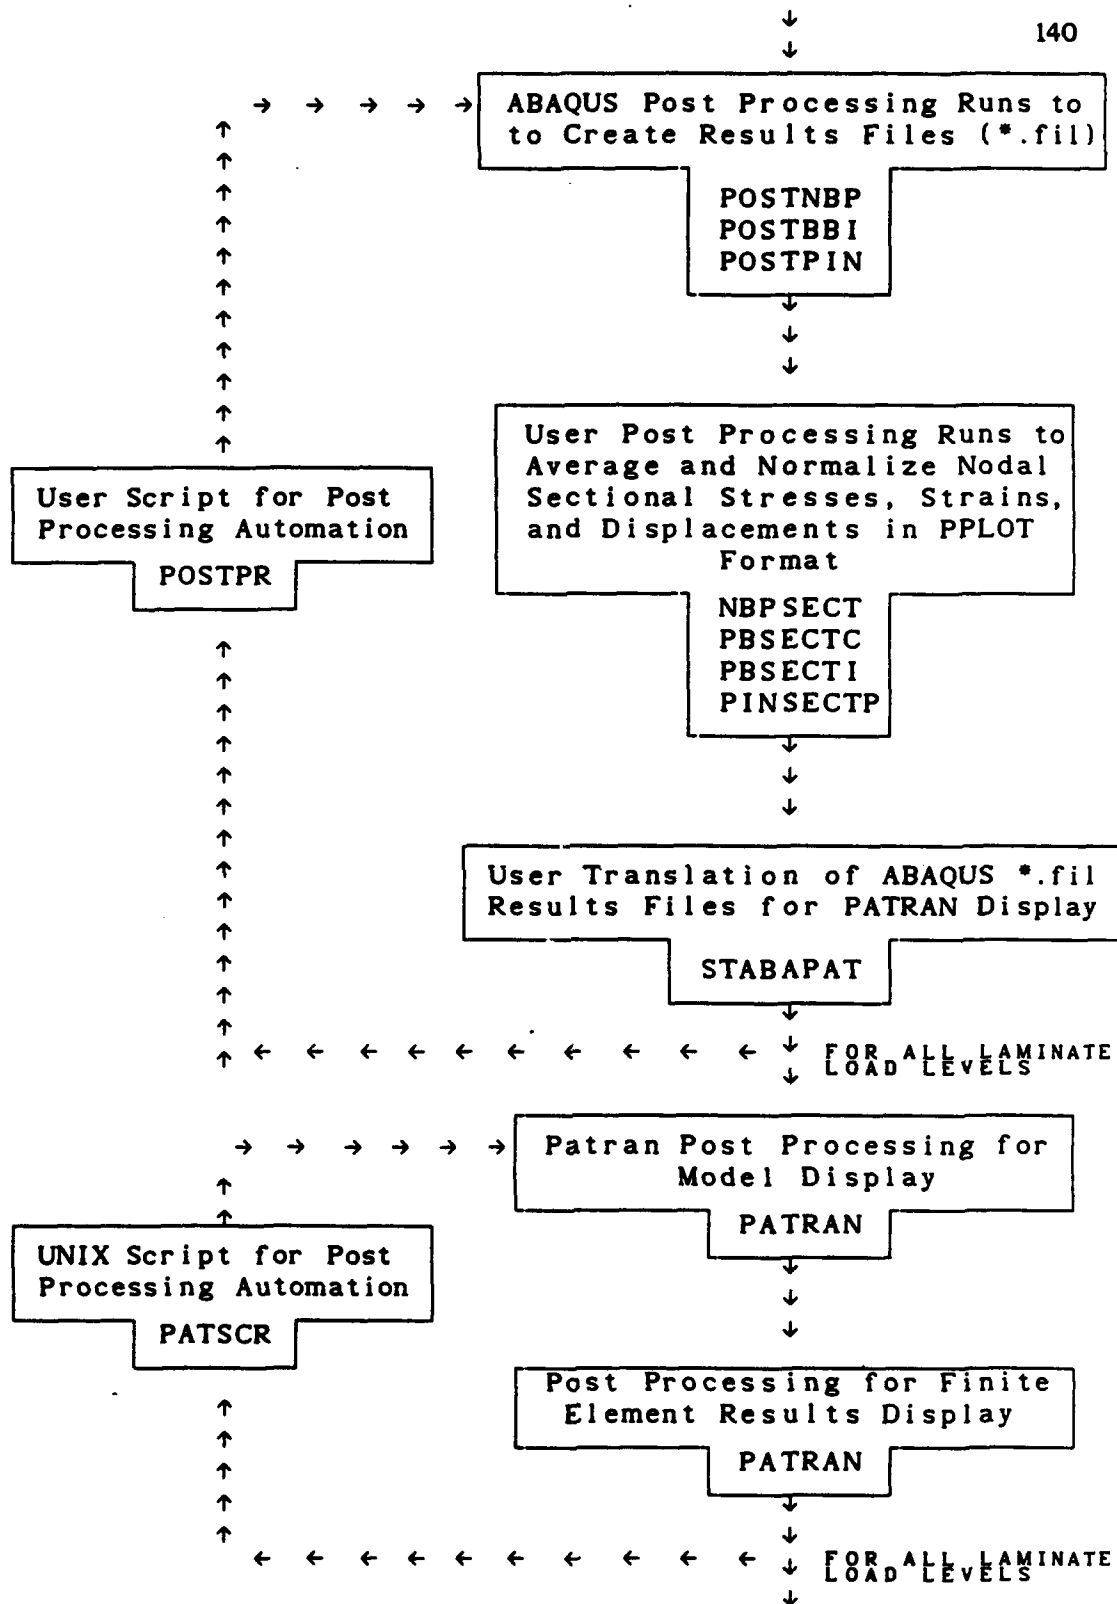 140
ABAQUS Post Processing Runs to
to Create Results Files (*.fil)
POSTNBP
POSTBBI
POSTPIN
User Post Processing Runs to
Average and Normalize Nodal
Sectional Stresses, Strains,
and Displacements in PPLOT
Format
NBPSECT
PBSECTC
PBSECTI
PINSECTP
User Script for Post
Processing Automation
POSTPR
User Translation of ABAQUS *.fil
Results Files for PATRAN Display
STABAPAT
FOR ALL LAMINATE
LOAD LEVELS
Patran Post Processing for
Model Display
PATRAN
UNIX Script for Post
Processing Automation
PATSCR
Post Processing for Finite
Element Results Display
PATRAN
FOR ALL LAMINATE
LOAD LEVELS